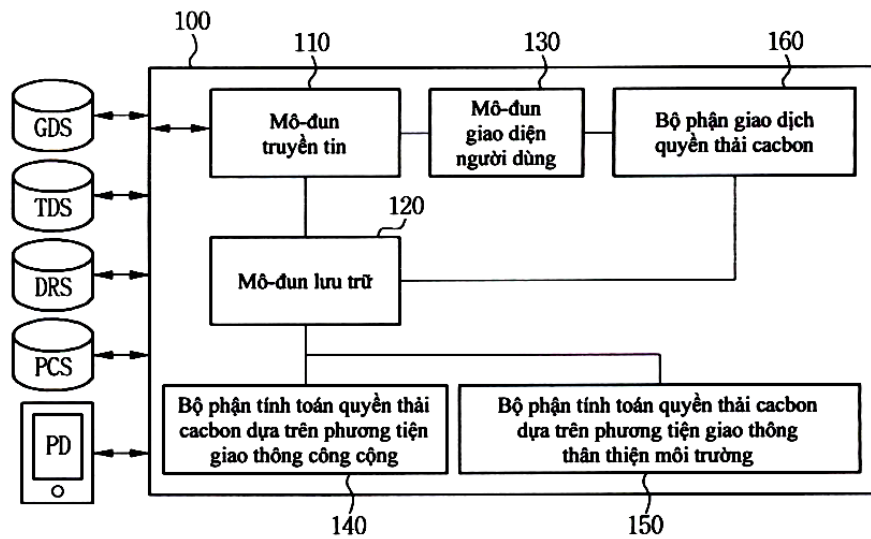 100
110
130
160
GDS
TDS
DRS
PCS
PD
Mô-đun
truyền tin
Mô-đun
giao diện
người dùng
Bộ phận giao dịch
quyền thải cacbon
120
Mô-đun lưu trữ
Bộ phận tính toán quyền thải
cacbon dựa trên phương tiện
giao thông công cộng
Bộ phận tính toán quyền thải cacbon
dựa trên phương tiện giao thông
thân thiện môi trường
140
150